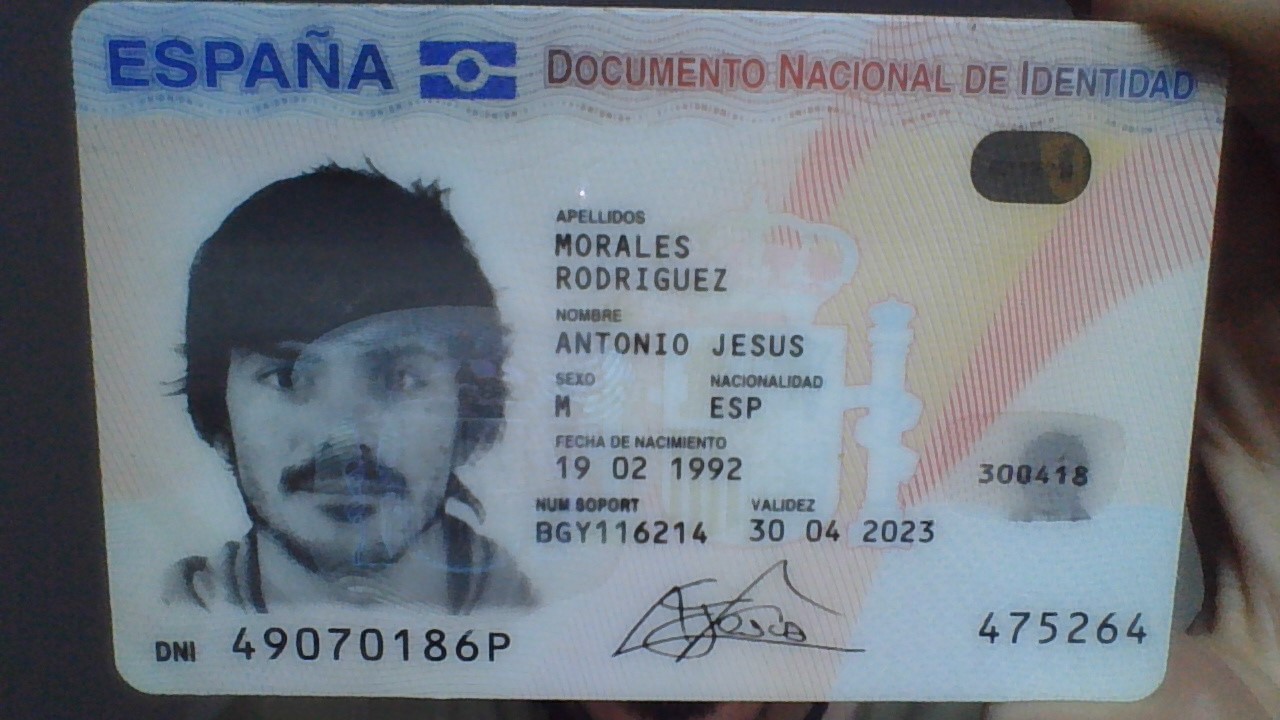 ESPAÑA DOCUMENTO NACIONAL DE IDENTIDAD
APELLIDOS
MORALES
RODRIGUEZ
NOMBRE
ANTONIO JESUS
SEXO NACIONALIDAD
M ESP
FECHA DE NACIMIENTO
19 02 1992
300418
NUM SOPORT VALIDEZ
BGY116214 30 04 2023
DNI 49070186P
475264